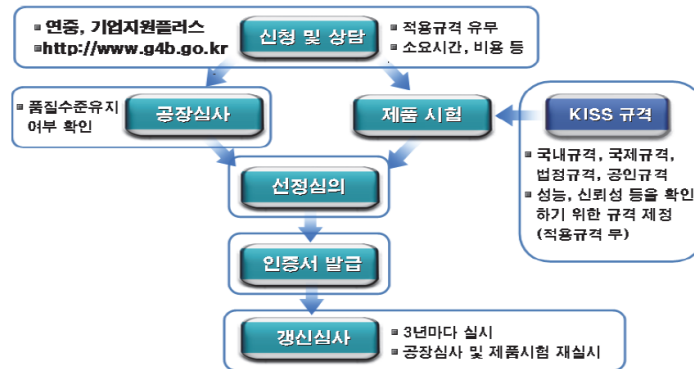 ▪ 연중, 기업지원플러스
▪http://www.g4b.go.kr
신청 및 상담
▪ 적용규격 유무
▪ 소요시간, 비용 등
▪ 품질수준유지
여부 확인
공장심사
제품 시험
KISS 규격
▪ 국내규격, 국제규격,
법정규격, 공인규격
▪ 성능, 신뢰성 등을 확인
하기 위한 규격 제정
(적용규격 무)
선정심의
인증서 발급
갱신심사
▪ 3년마다 실시
▪ 공장심사 및 제품시험 재실시